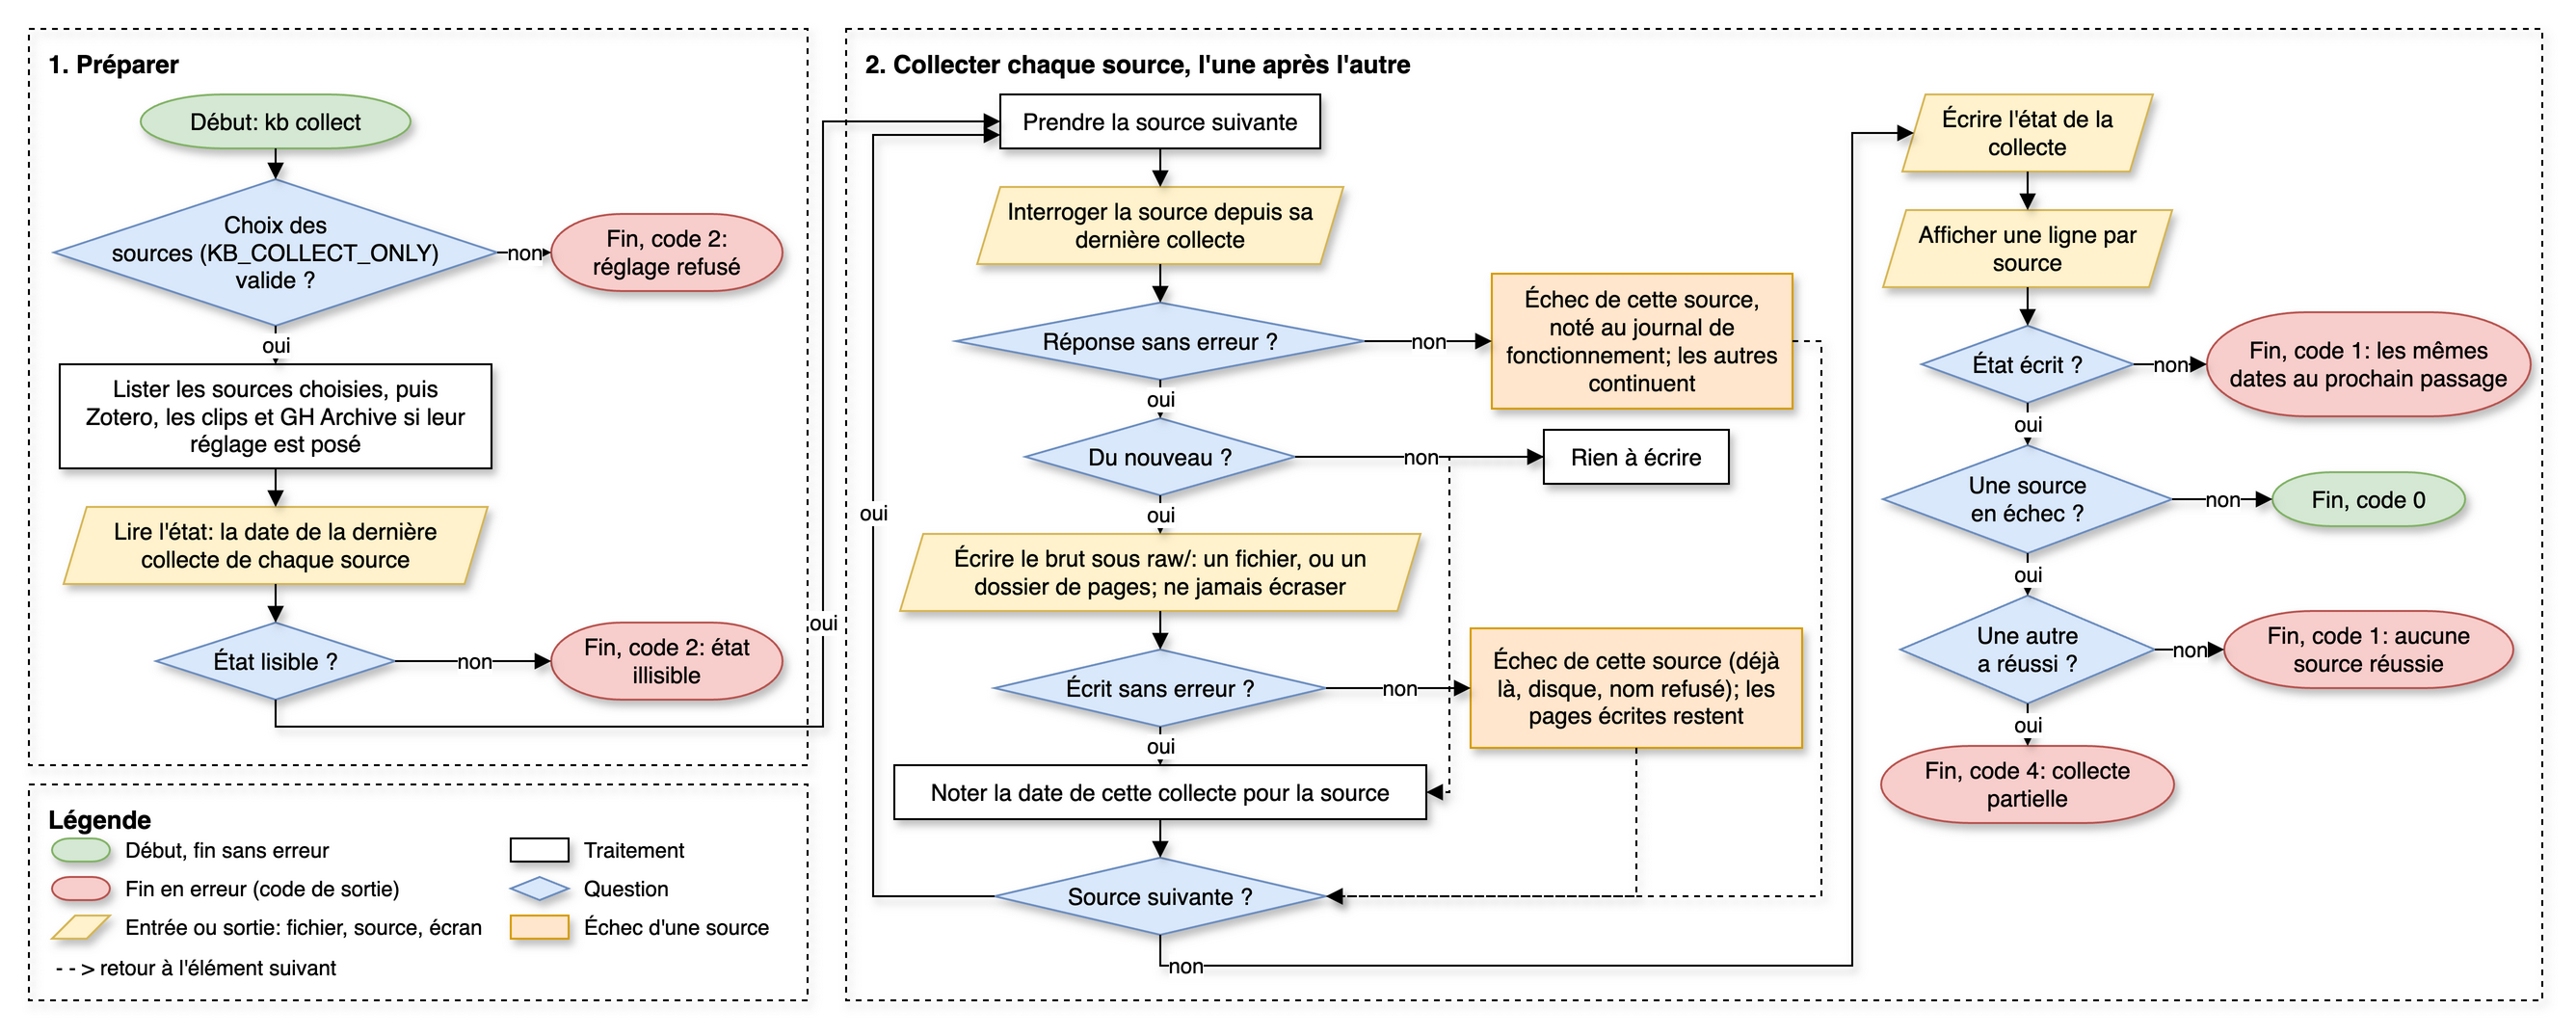 1. Préparer
Début: kb collect
Choix des
sources (KB_COLLECT_ONLY)
valide ?
non
Fin, code 2:
réglage refusé
oui
Lister les sources choisies, puis
Zotero, les clips et GH Archive si leur
réglage est posé
Lire l'état: la date de la dernière
collecte de chaque source
État lisible ?
non
Fin, code 2: état
illisible
oui
Légende
Début, fin sans erreur
Fin en erreur (code de sortie)
Entrée ou sortie: fichier, source, écran
- - > retour à l'élément suivant
Traitement
Question
Échec d'une source
2. Collecter chaque source, l'une après l'autre
Prendre la source suivante
Interroger la source depuis sa
dernière collecte
Réponse sans erreur ?
non
Échec de cette source,
noté au journal de
fonctionnement; les autres
continuent
oui
Du nouveau ?
non
Rien à écrire
oui
Écrire le brut sous raw/: un fichier, ou un
dossier de pages; ne jamais écraser
Écrit sans erreur ?
non
Échec de cette source (déjà
là, disque, nom refusé); les
pages écrites restent
oui
Noter la date de cette collecte pour la source
Source suivante ?
oui
non
Écrire l'état de la
collecte
Afficher une ligne par
source
État écrit ?
non
Fin, code 1: les mêmes
dates au prochain passage
oui
Une source
en échec ?
non
Fin, code 0
oui
Une autre
a réussi ?
non
Fin, code 1: aucune
source réussie
oui
Fin, code 4: collecte
partielle